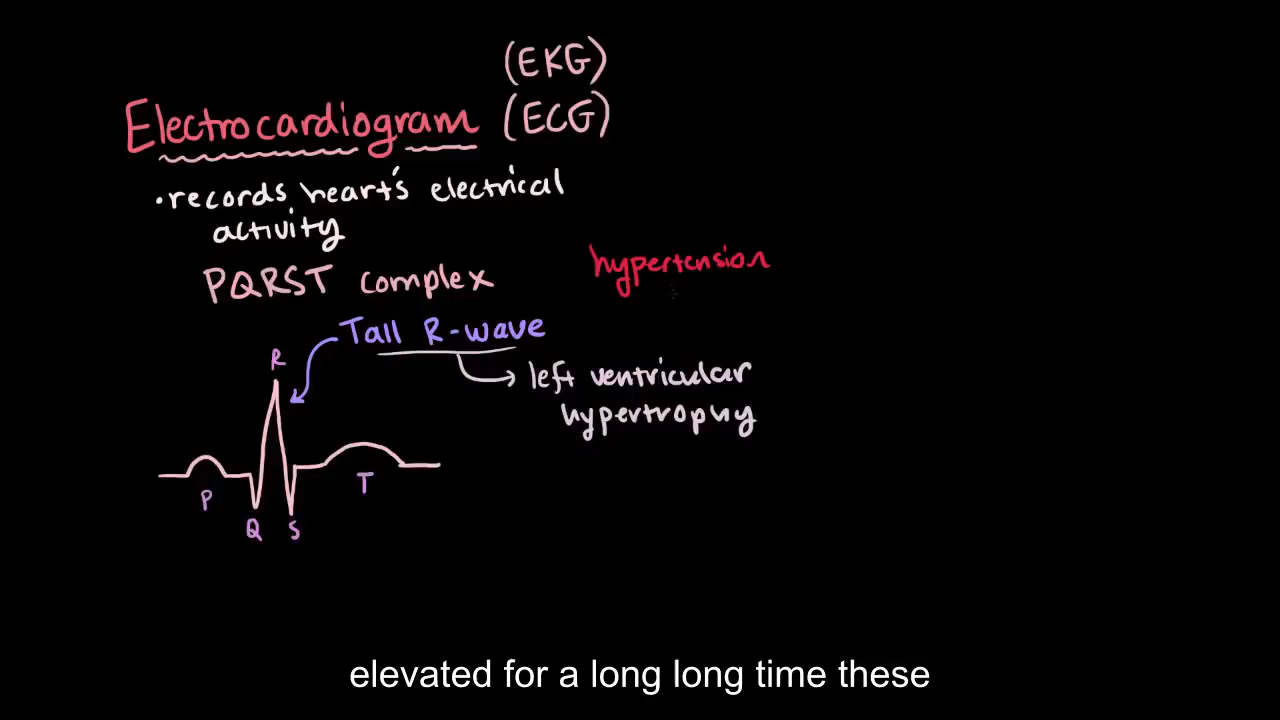 (EKG)
Electrocardiogram (ECG)
• records heart's electrical
activity
PQRST complex
hypertension
Tall R-wave
R
left ventricular
hypertrophy
P
T
Q
S
elevated for a long long time these